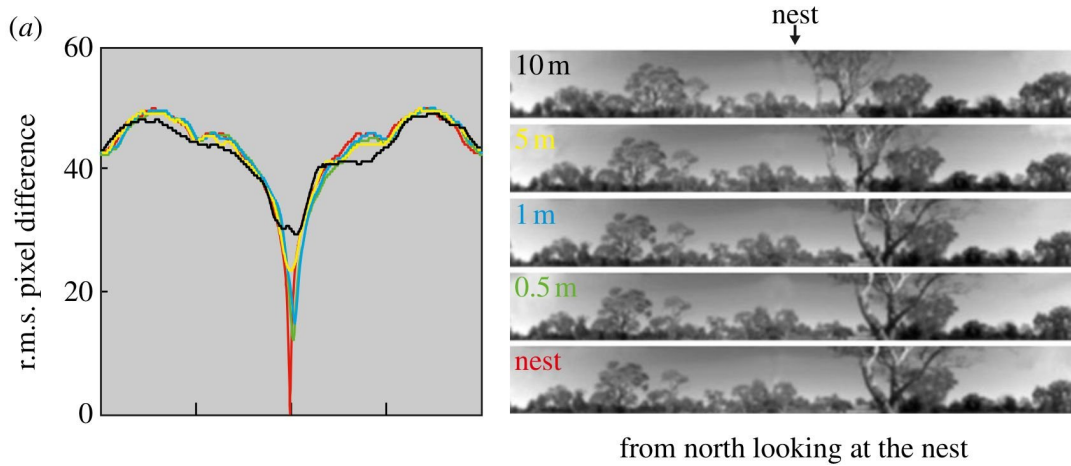 (a)
60
40
20
0
r.m.s. pixel difference
nest
10 m
5 m
1 m
0.5 m
nest
from north looking at the nest